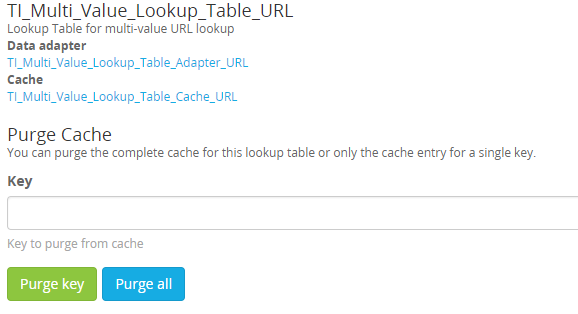 TI_Multi_Value_Lookup_Table_URL
Lookup Table for multi-value URL lookup
Data adapter
TI_Multi_Value_Lookup_Table_Adapter_URL
Cache
TI_Multi_Value_Lookup_Table_Cache_URL
Purge Cache
You can purge the complete cache for this lookup table or only the cache entry for a single key.
Key
Key to purge from cache
Purge key Purge all